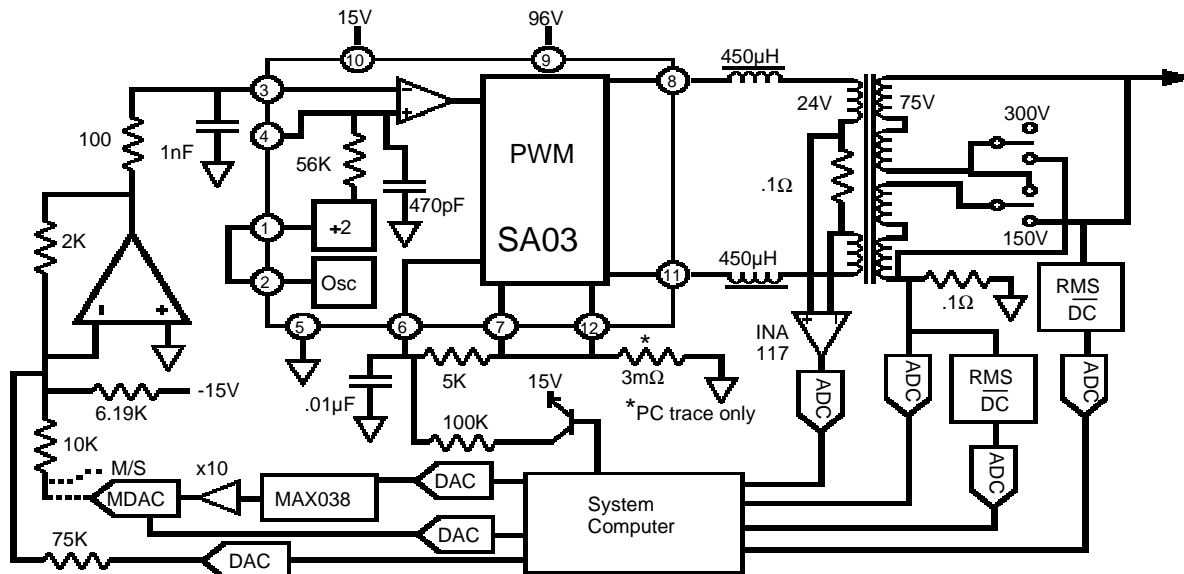 15V
96V
10
9
450µH
3
8
4
24V
75V
300V
100
1nF
56K
PWM
.1Ω
470pF
1
÷2
SA03
2K
2
Osc
150V
450µH
11
RMS
DC
.1Ω
5
6
7
12
INA
117
*
5K
3mΩ
6.19K
-15V
.01µF
15V
*PC trace only
ADC
ADC
RMS
DC
ADC
100K
10K
M/S
x10
MDAC
MAX038
DAC
System
Computer
ADC
DAC
75K
DAC